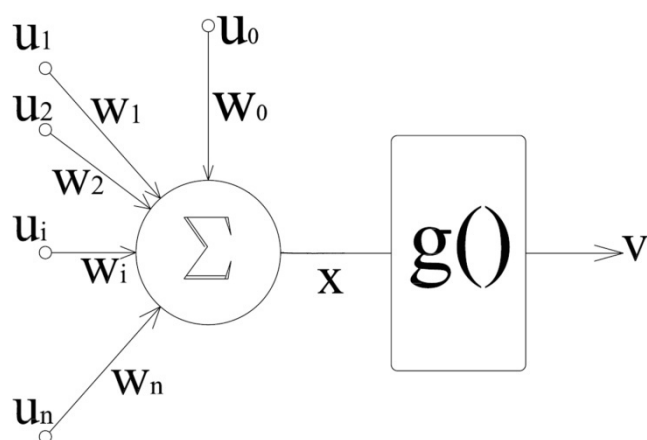 u₁
u₀
w₁
w₀
u₂
w₂
uᵢ
wᵢ
Σ
x
g()
v
wₙ
uₙ